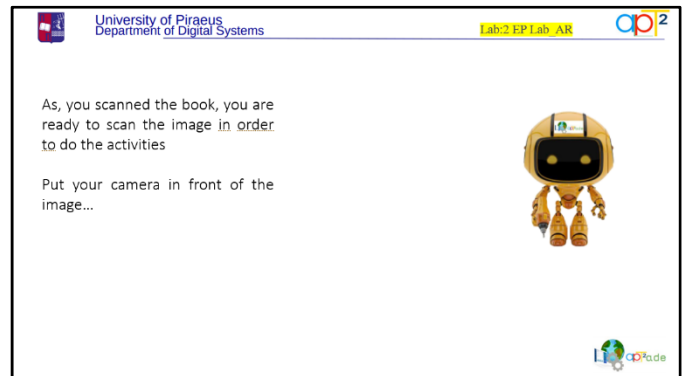 University of Piraeus
Department of Digital Systems
Lab:2 EP Lab_AR
apT²
As, you scanned the book, you are
ready to scan the image in order
to do the activities
Put your camera in front of the
image...